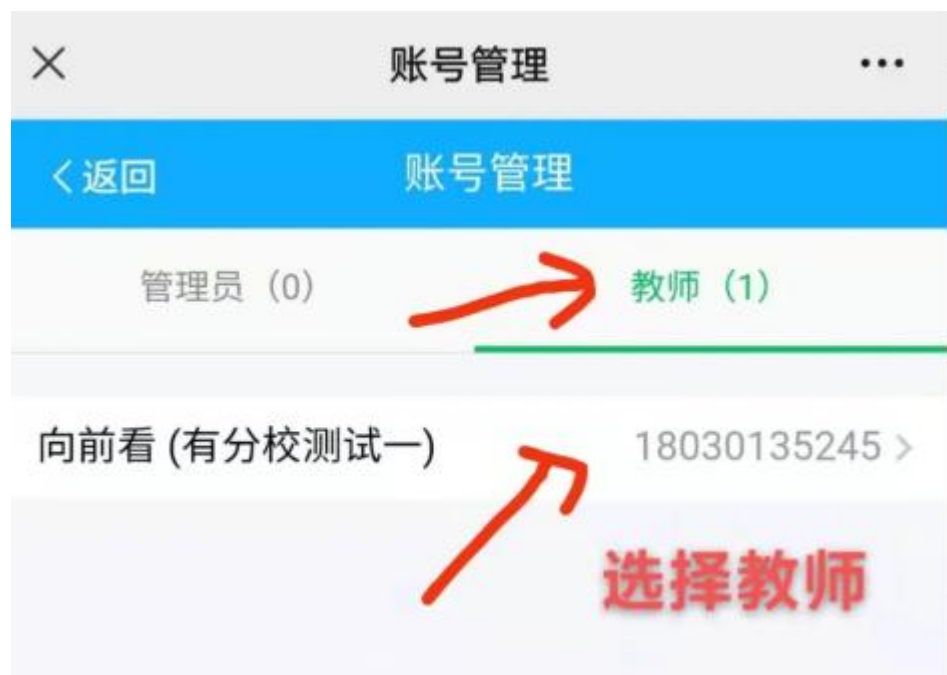 账号管理
<返回 账号管理
管理员（0） 教师（1）
向前看 (有分校测试一) 18030135245 >
选择教师